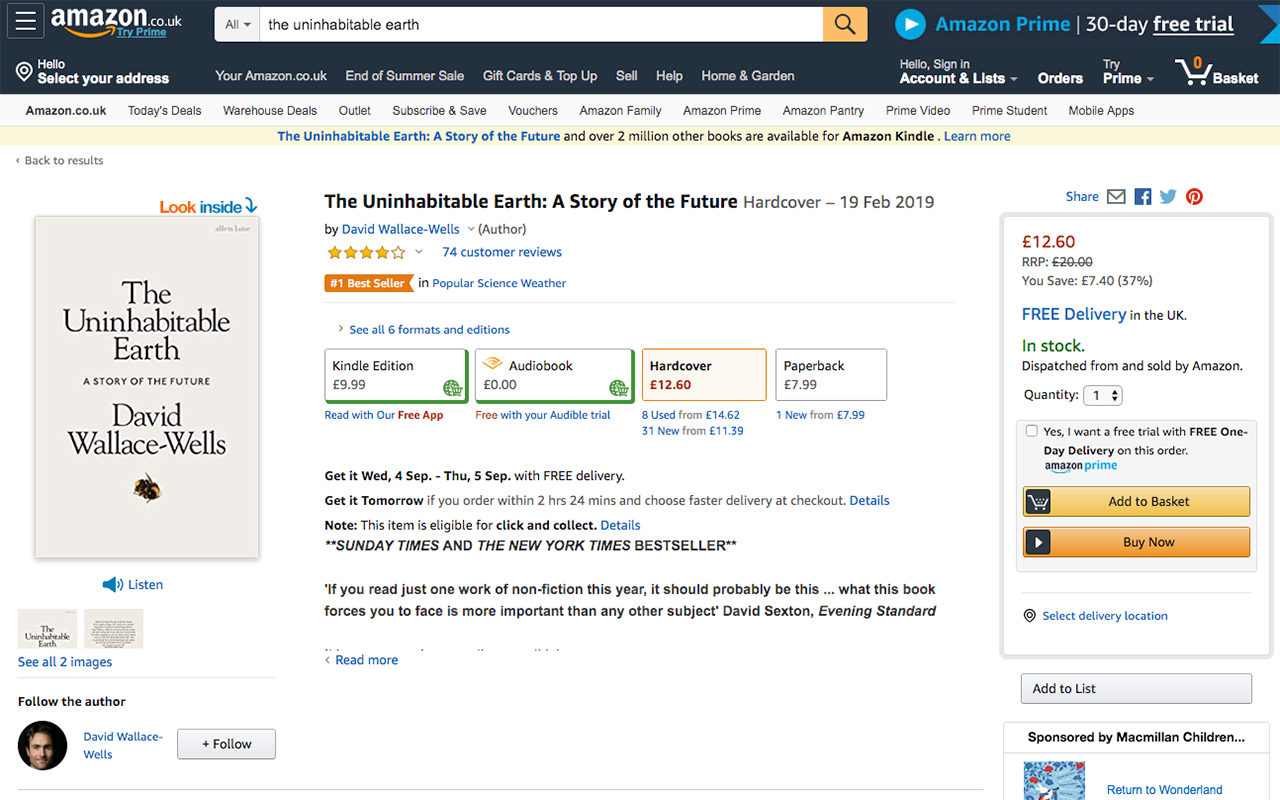 amazon.co.uk
Try Prime
All
the uninhabitable earth
Amazon Prime | 30-day free trial
Hello
Select your address
Your Amazon.co.uk
End of Summer Sale
Gift Cards & Top Up
Sell
Help
Home & Garden
Hello, Sign in
Account & Lists
Orders
Try
Prime
0
Basket
Amazon.co.uk
Today's Deals
Warehouse Deals
Outlet
Subscribe & Save
Vouchers
Amazon Family
Amazon Prime
Amazon Pantry
Prime Video
Prime Student
Mobile Apps
The Uninhabitable Earth: A Story of the Future and over 2 million other books are available for Amazon Kindle . Learn more
‹ Back to results
Look inside
allen lane
The
Uninhabitable
Earth
A STORY OF THE FUTURE
David
Wallace-Wells
Listen
The
Uninhabitable
Earth
See all 2 images
Follow the author
David Wallace-
Wells
+ Follow
The Uninhabitable Earth: A Story of the Future Hardcover – 19 Feb 2019
by David Wallace-Wells (Author)
74 customer reviews
#1 Best Seller in Popular Science Weather
See all 6 formats and editions
Kindle Edition
£9.99
Read with Our Free App
Audiobook
£0.00
Free with your Audible trial
Hardcover
£12.60
8 Used from £14.62
31 New from £11.39
Paperback
£7.99
1 New from £7.99
Get it Wed, 4 Sep. - Thu, 5 Sep. with FREE delivery.
Get it Tomorrow if you order within 2 hrs 24 mins and choose faster delivery at checkout. Details
Note: This item is eligible for click and collect. Details
**SUNDAY TIMES AND THE NEW YORK TIMES BESTSELLER**
'If you read just one work of non-fiction this year, it should probably be this ... what this book
forces you to face is more important than any other subject' David Sexton, Evening Standard
‹ Read more
Share
£12.60
RRP: £20.00
You Save: £7.40 (37%)
FREE Delivery in the UK.
In stock.
Dispatched from and sold by Amazon.
Quantity: 1
Yes, I want a free trial with FREE One-
Day Delivery on this order.
amazon prime
Add to Basket
Buy Now
Select delivery location
Add to List
Sponsored by Macmillan Children...
Return to Wonderland